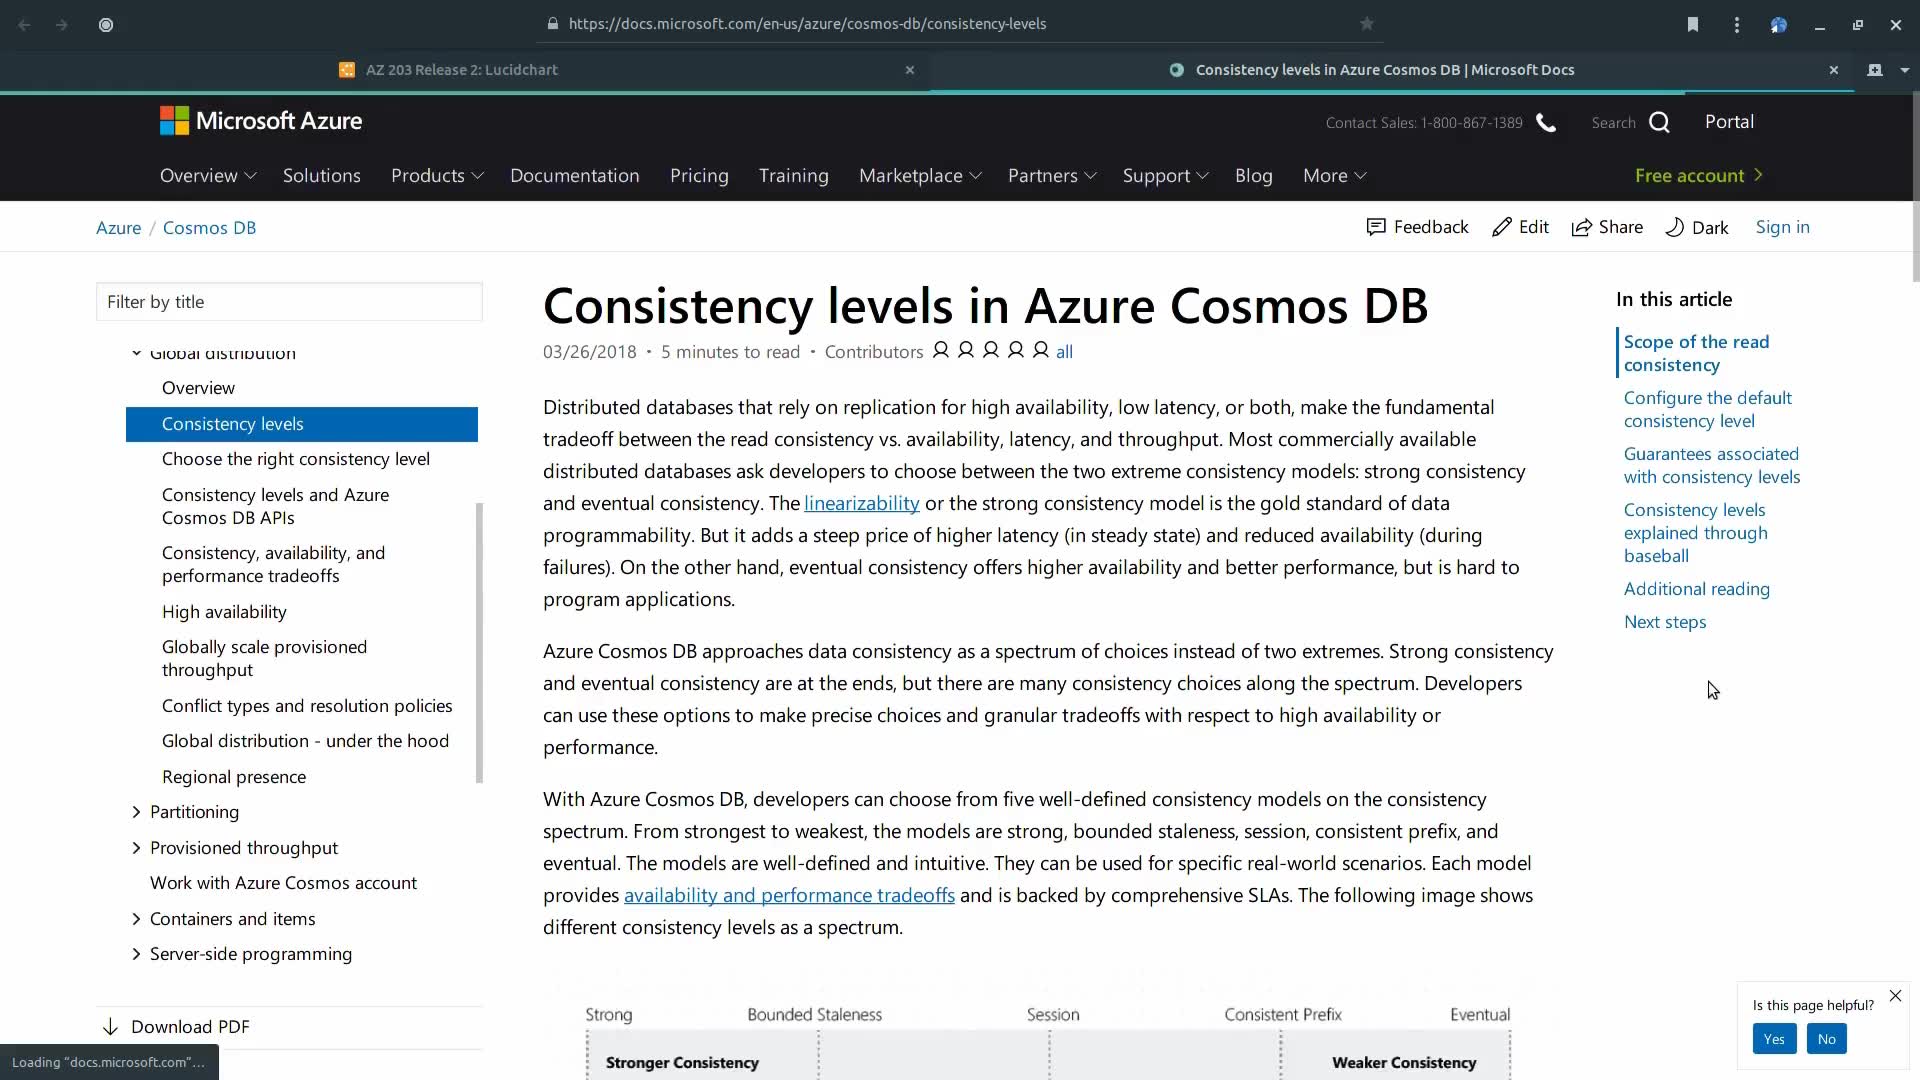 https://docs.microsoft.com/en-us/azure/cosmos-db/consistency-levels
AZ 203 Release 2: Lucidchart
Consistency levels in Azure Cosmos DB | Microsoft Docs
Microsoft Azure
Contact Sales: 1-800-867-1389
Search
Portal
Overview
Solutions
Products
Documentation
Pricing
Training
Marketplace
Partners
Support
Blog
More
Free account
Azure / Cosmos DB
Feedback
Edit
Share
Dark
Sign in
Filter by title
Global distribution
Overview
Consistency levels
Choose the right consistency level
Consistency levels and Azure
Cosmos DB APIs
Consistency, availability, and
performance tradeoffs
High availability
Globally scale provisioned
throughput
Conflict types and resolution policies
Global distribution - under the hood
Regional presence
Partitioning
Provisioned throughput
Work with Azure Cosmos account
Containers and items
Server-side programming
Download PDF
Loading "docs.microsoft.com"...
Consistency levels in Azure Cosmos DB
03/26/2018 • 5 minutes to read • Contributors all
Distributed databases that rely on replication for high availability, low latency, or both, make the fundamental
tradeoff between the read consistency vs. availability, latency, and throughput. Most commercially available
distributed databases ask developers to choose between the two extreme consistency models: strong consistency
and eventual consistency. The linearizability or the strong consistency model is the gold standard of data
programmability. But it adds a steep price of higher latency (in steady state) and reduced availability (during
failures). On the other hand, eventual consistency offers higher availability and better performance, but is hard to
program applications.
Azure Cosmos DB approaches data consistency as a spectrum of choices instead of two extremes. Strong consistency
and eventual consistency are at the ends, but there are many consistency choices along the spectrum. Developers
can use these options to make precise choices and granular tradeoffs with respect to high availability or
performance.
With Azure Cosmos DB, developers can choose from five well-defined consistency models on the consistency
spectrum. From strongest to weakest, the models are strong, bounded staleness, session, consistent prefix, and
eventual. The models are well-defined and intuitive. They can be used for specific real-world scenarios. Each model
provides availability and performance tradeoffs and is backed by comprehensive SLAs. The following image shows
different consistency levels as a spectrum.
Strong
Bounded Staleness
Session
Consistent Prefix
Eventual
Stronger Consistency
Weaker Consistency
In this article
Scope of the read
consistency
Configure the default
consistency level
Guarantees associated
with consistency levels
Consistency levels
explained through
baseball
Additional reading
Next steps
Is this page helpful?
Yes
No